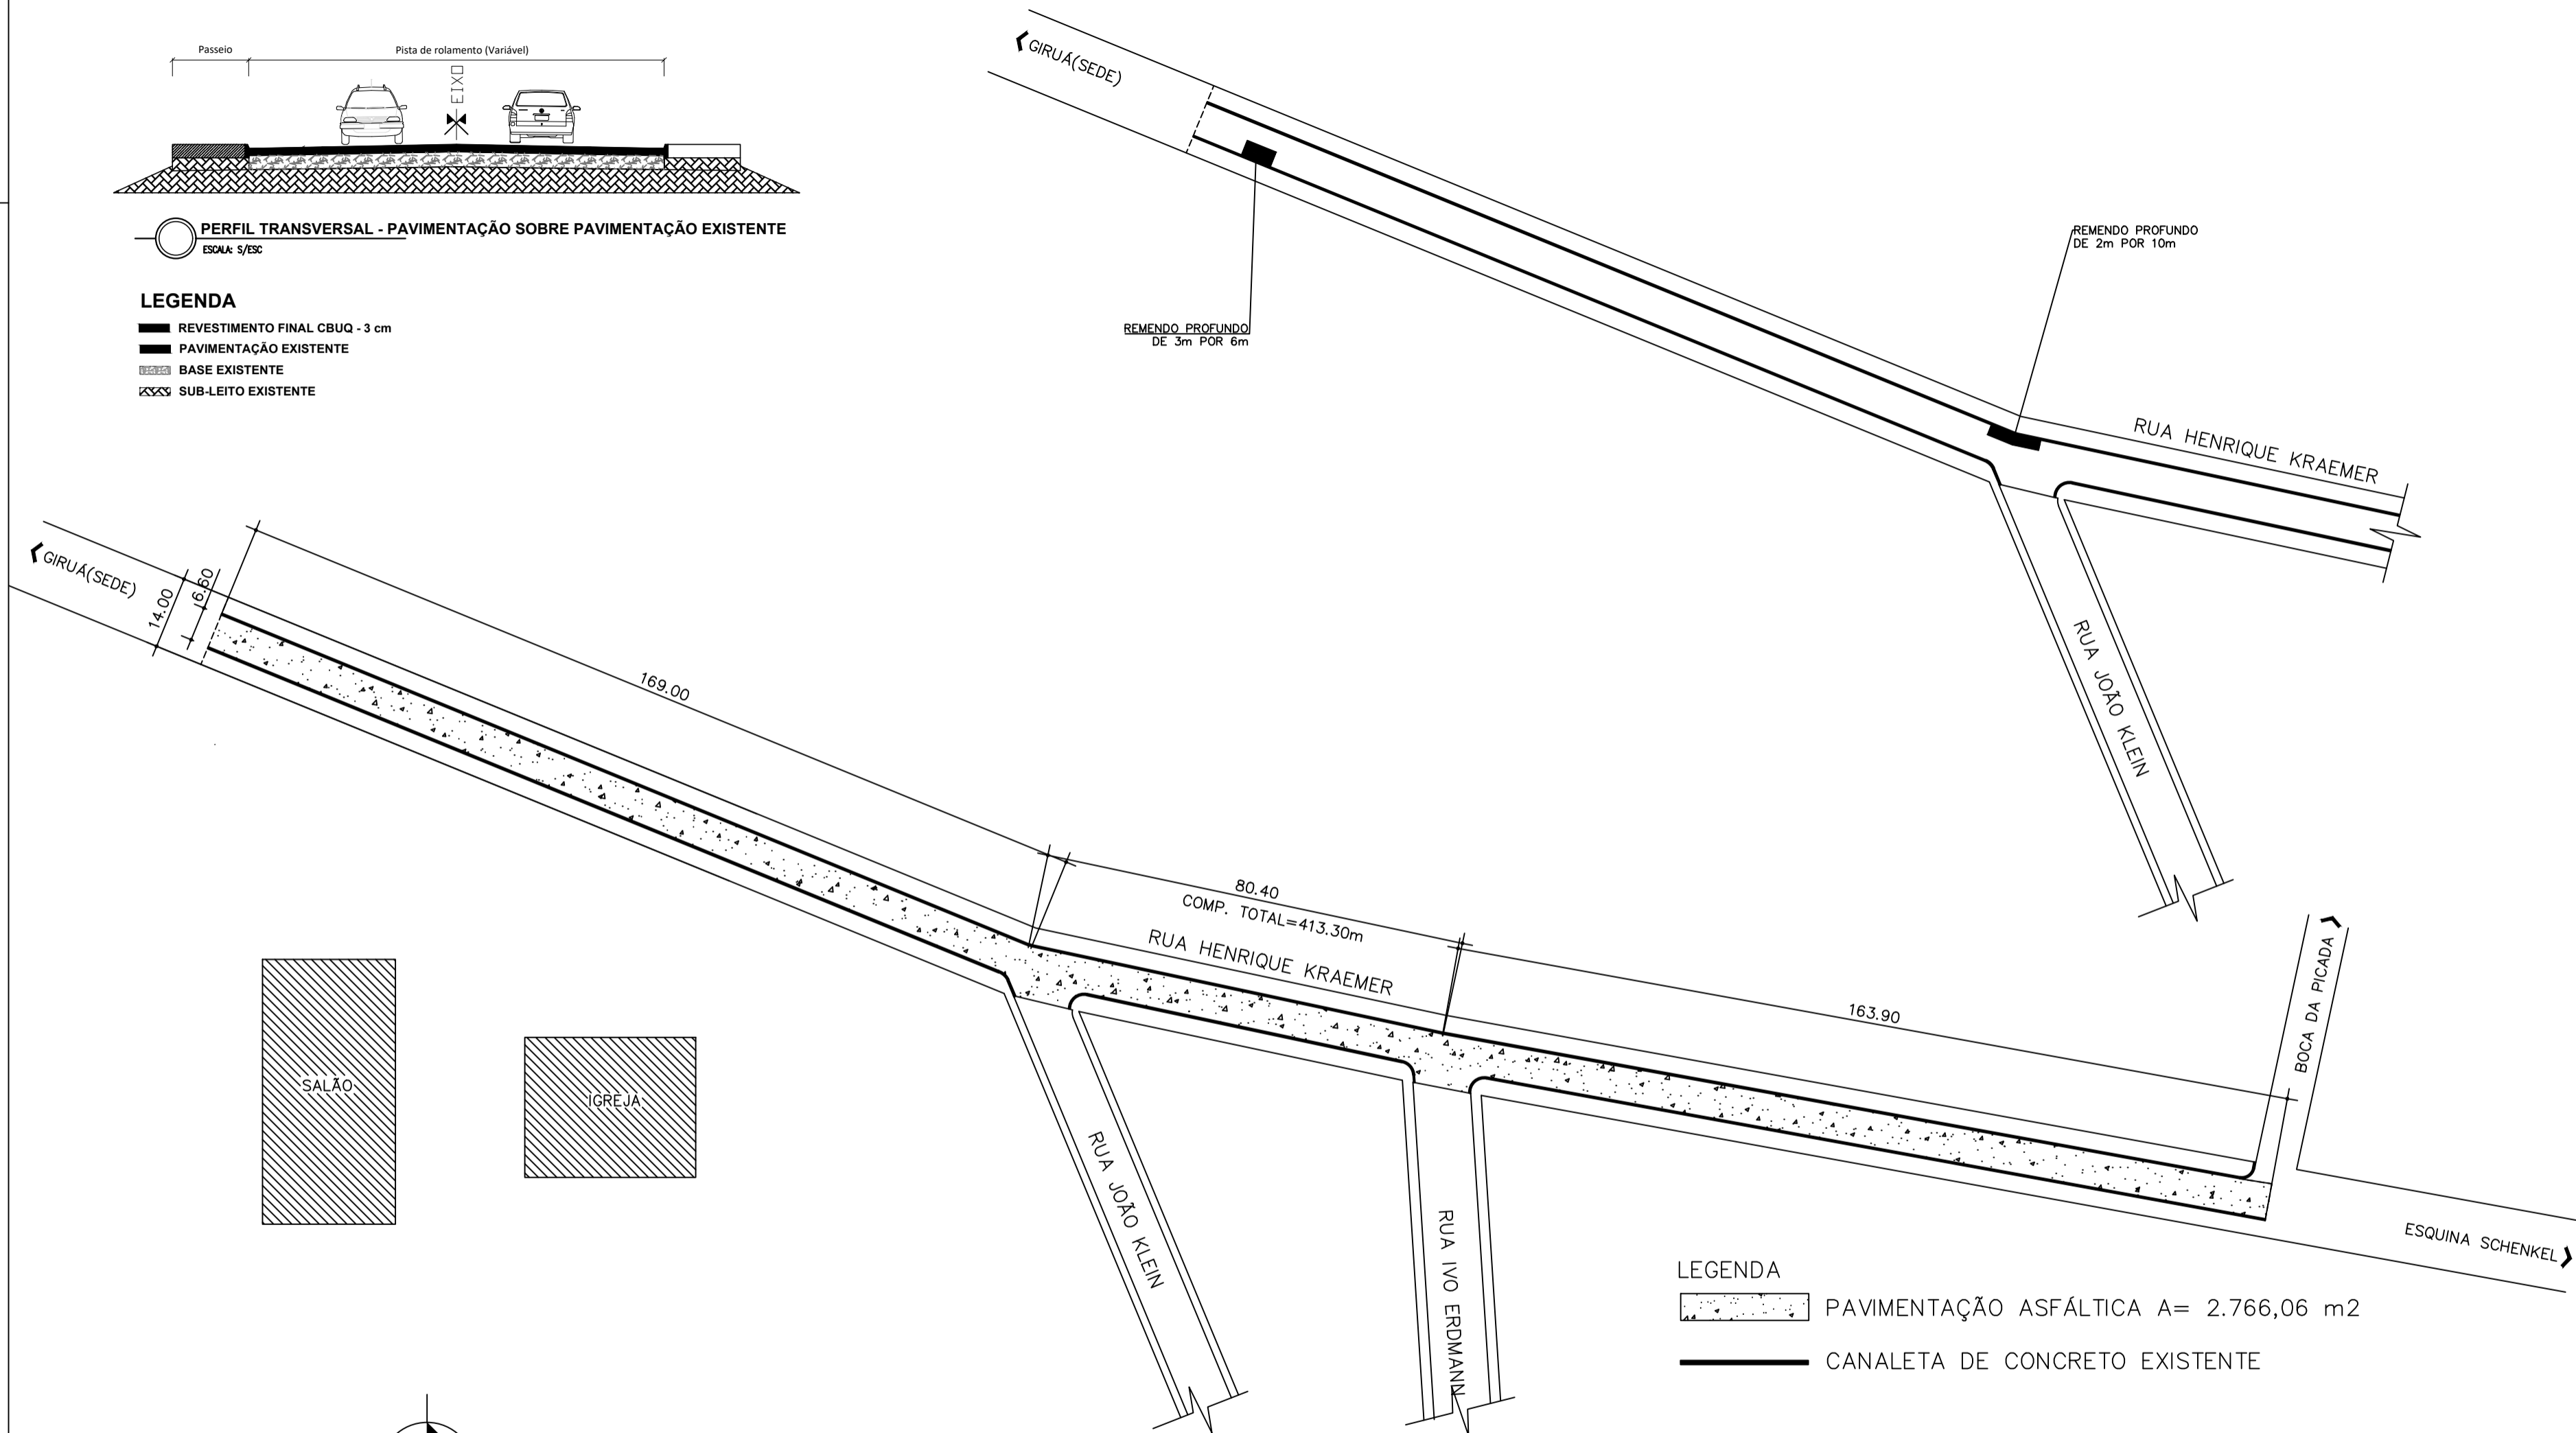 Passeio
Pista de rolamento (Variável)
EIXO
PERFIL TRANSVERSAL - PAVIMENTAÇÃO SOBRE PAVIMENTAÇÃO EXISTENTE
ESCALA: S/ESC
LEGENDA
REVESTIMENTO FINAL CBUQ - 3 cm
PAVIMENTAÇÃO EXISTENTE
BASE EXISTENTE
SUB-LEITO EXISTENTE
GIRUÁ(SEDE)
REMENDO PROFUNDO
DE 3m POR 6m
REMENDO PROFUNDO
DE 2m POR 10m
RUA HENRIQUE KRAEMER
RUA JOÃO KLEIN
GIRUÁ(SEDE)
14.00
6.60
169.00
80.40
COMP. TOTAL=413.30m
RUA HENRIQUE KRAEMER
163.90
BOCA DA PICADA
SALÃO
IGREJA
RUA JOÃO KLEIN
RUA IVO ERDMANN
ESQUINA SCHENKEL
LEGENDA
PAVIMENTAÇÃO ASFÁLTICA A= 2.766,06 m2
CANALETA DE CONCRETO EXISTENTE